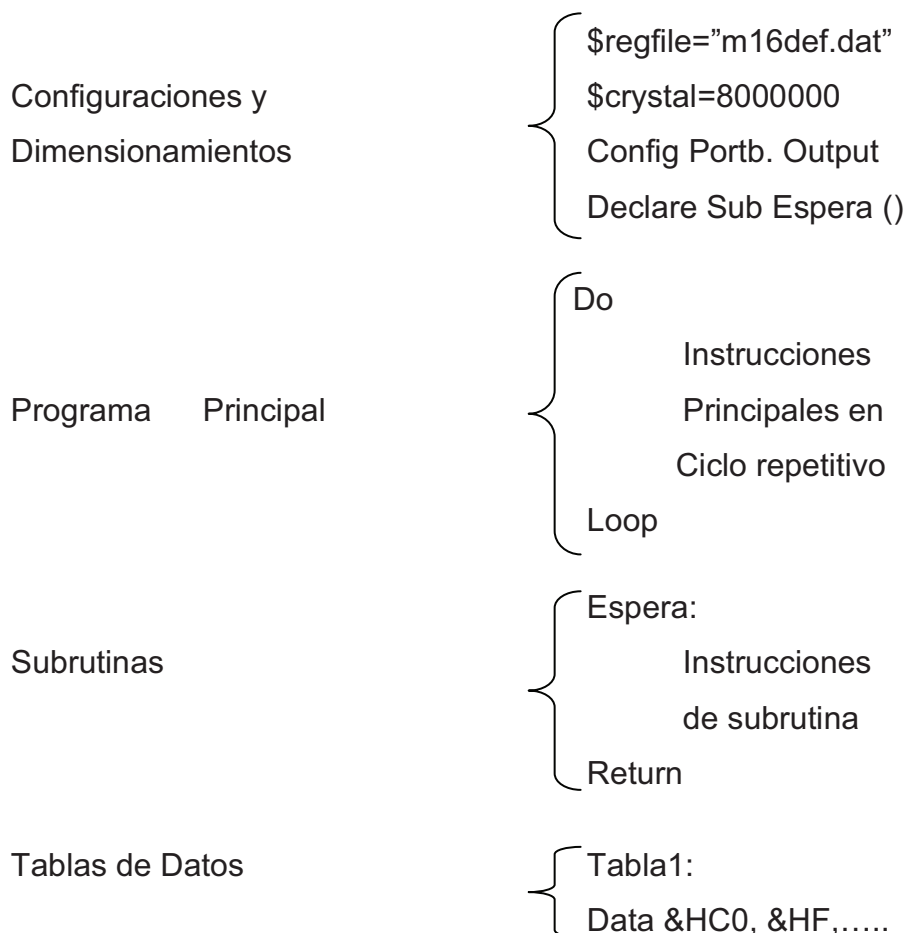 $regfile=”m16def.dat”
Configuraciones y
$crystal=8000000
Dimensionamientos
Config Portb. Output
Declare Sub Espera ()
Do
Instrucciones
Programa Principal
Principales en
Ciclo repetitivo
Loop
Espera:
Subrutinas
Instrucciones
de subrutina
Return
Tablas de Datos
Tabla1:
Data &HC0, &HF,…..